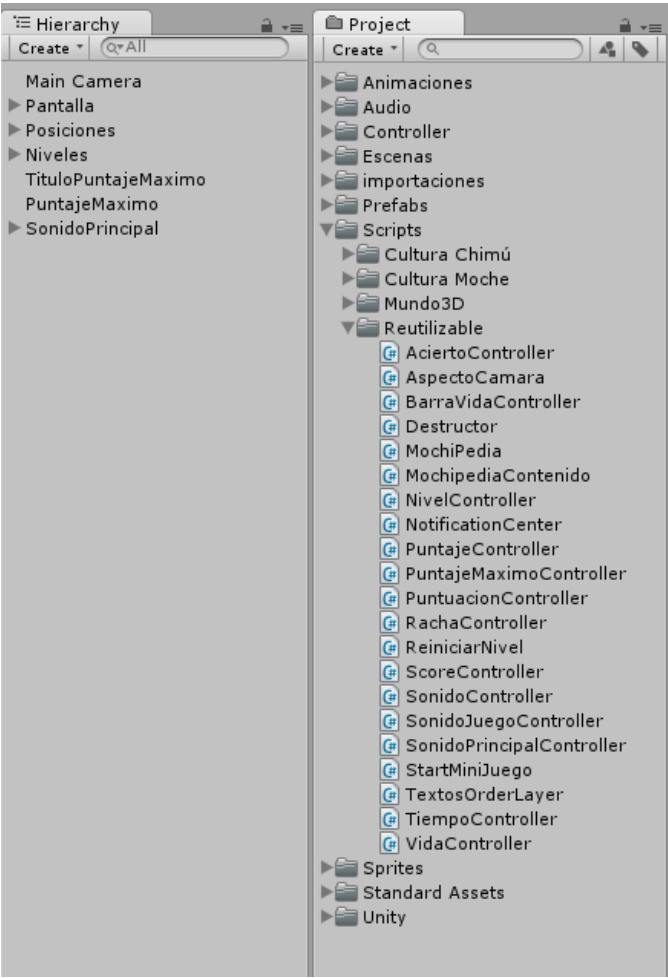 Hierarchy
Create
All
Main Camera
Pantalla
Posiciones
Niveles
TituloPuntajeMaximo
PuntajeMaximo
SonidoPrincipal
Project
Create
Animaciones
Audio
Controller
Escenas
importaciones
Prefabs
Scripts
Cultura Chimú
Cultura Moche
Mundo3D
Reutilizable
AciertoController
AspectoCamara
BarraVidaController
Destructor
MochiPedia
MochipediaContenido
NivelController
NotificationCenter
PuntajeController
PuntajeMaximoController
PuntuacionController
RachaController
ReiniciarNivel
ScoreController
SonidoController
SonidoJuegoController
SonidoPrincipalController
StartMiniJuego
TextosOrderLayer
TiempoController
VidaController
Sprites
Standard Assets
Unity